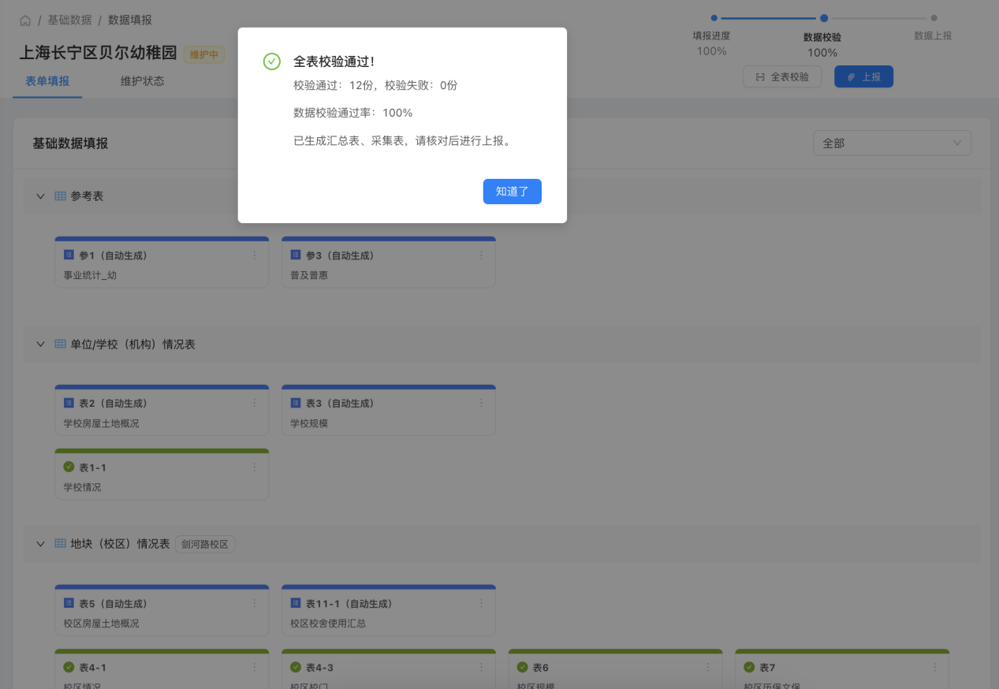 / 基础数据 / 数据填报
上海长宁区贝尔幼稚园 维护中
表单填报 维护状态
填报进度 数据校验 数据上报
100% 100%
全表校验 上报
全表校验通过！
校验通过：12份，校验失败：0份
数据校验通过率：100%
已生成汇总表、采集表，请核对后进行上报。
知道了
基础数据填报 全部
参考表
参1（自动生成） 参3（自动生成）
事业统计_幼 普及普惠
单位/学校（机构）情况表
表2（自动生成） 表3（自动生成）
学校房屋土地概况 学校规模
表1-1
学校情况
地块（校区）情况表 剑河路校区
表5（自动生成） 表11-1（自动生成）
校区房屋土地概况 校区校舍使用汇总
表4-1 表4-3 表6 表7
校区情况 校区校门 校区规模 校区历保文保